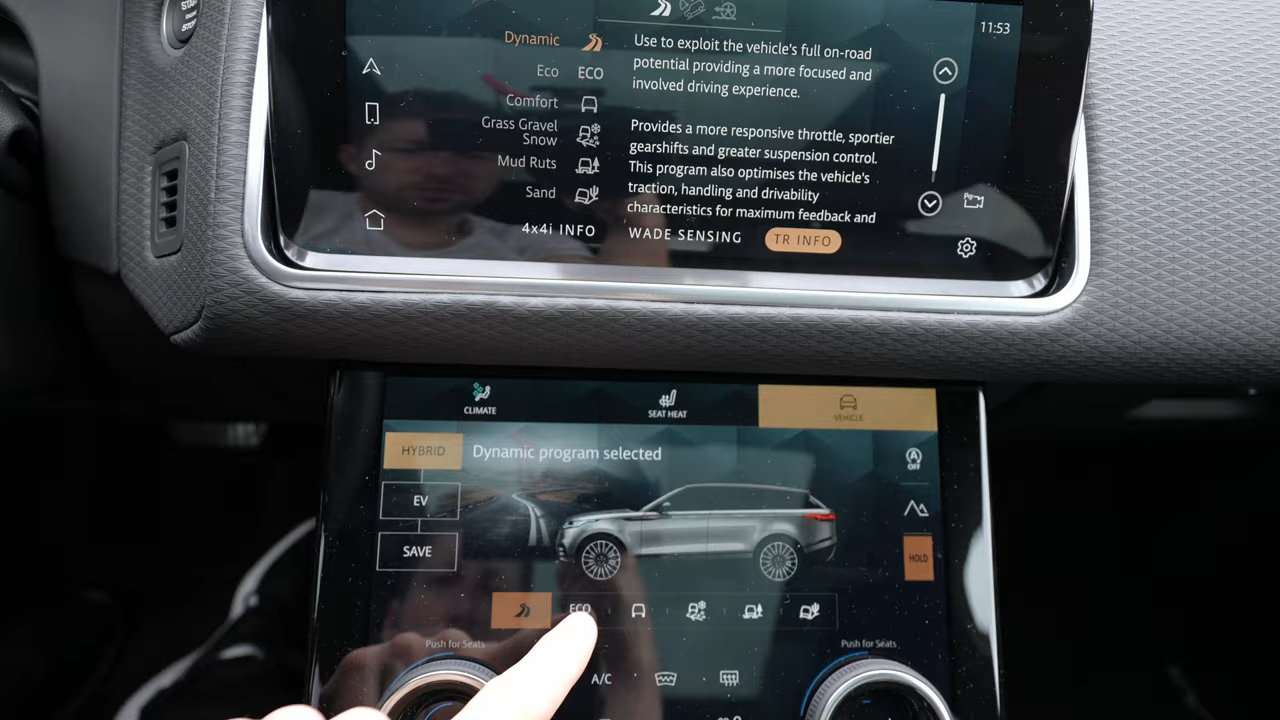 11:53
Dynamic
Use to exploit the vehicle's full on-road
potential providing a more focused and
involved driving experience.
Eco
ECO
Comfort
Grass Gravel
Snow
Mud Ruts
Sand
Provides a more responsive throttle, sportier
gearshifts and greater suspension control.
This program also optimises the vehicle's
traction, handling and drivability
characteristics for maximum feedback and
4x4i INFO
WADE SENSING
TR INFO
CLIMATE
SEAT HEAT
VEHICLE
HYBRID
Dynamic program selected
OFF
EV
SAVE
HOLD
ECO
Push for Seats
Push for Seats
A/C